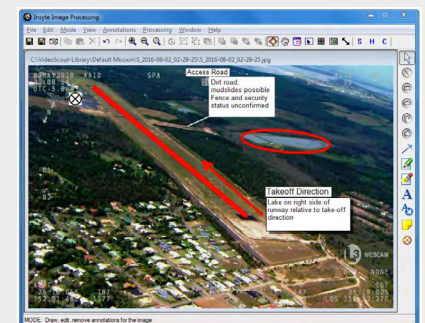 Insyte Image Processing
File Edit Mode View Annotations Processing Window Help
S H C
C:\VideoScout-Library\Default Mission\S_2016-08-02_02-29-25\S_2016-08-02_02-29-25.jpg
Access Road
Dirt road,
mudslides possible
Fence and security
status unconfirmed
Takeoff Direction
Lake on right side of
runway relative to take-off
direction
WESCAM
NONE
A
MODE: Draw, edit, remove annotations for the image